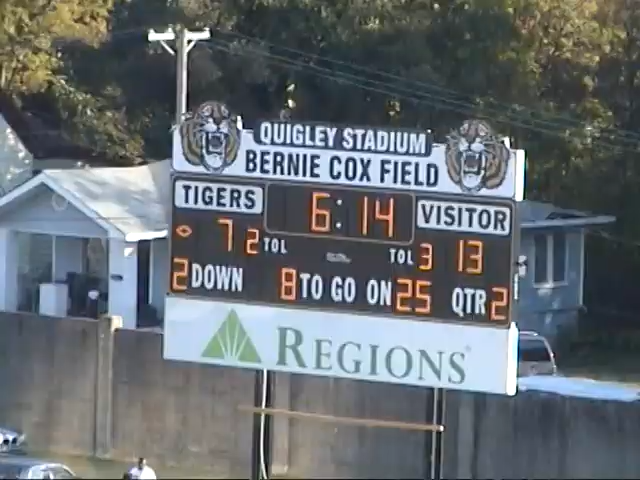 QUIGLEY STADIUM
BERNIE COX FIELD
TIGERS 6:14 VISITOR
7 2 TOL TOL 3 13
2 DOWN 8 TO GO ON 25 QTR 2
REGIONS